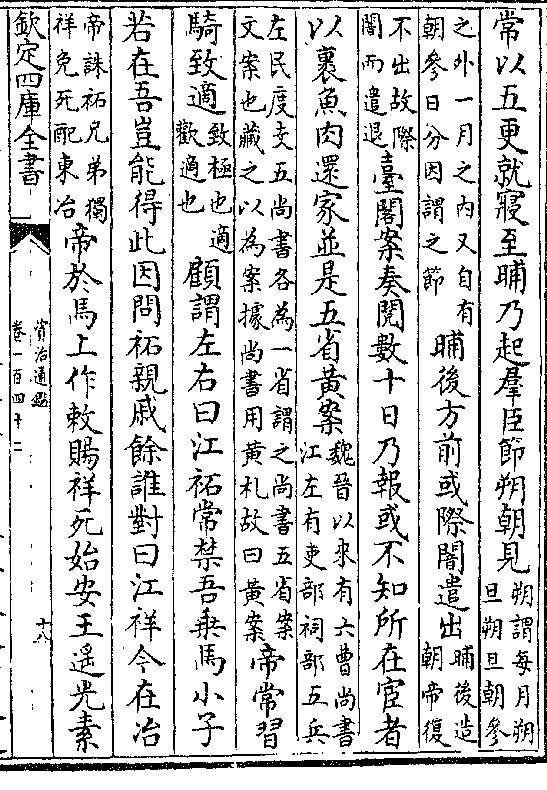 常以五更就寢至晡乃起羣臣節朔朝見朔謂每月朔旦朔旦朝參
之外一月之內又自有朝參日分因謂之節晡後方前或際闇遣出晡後造朝帝復
不出故際闇而遣退臺閣案奏閱數十日乃報或不知所在宦者
以裹魚肉還家並是五省黃案魏晉以來有六曹尚書江左有吏部祠部五兵
左民度支五尚書各為一省謂之尚書五省案文案也藏之以為案據尚書用黃札故曰黃案帝常習
騎致適致極也適歡適也顧謂左右曰江祏常禁吾乗馬小子
若在吾豈能得此因問祏親戚餘誰對曰江祥今在冶
帝誅祏兄弟獨祥免死配東冶帝於馬上作敕賜祥死始安王遙光素
欽定四庫全書
資治通鑑
卷一百四十二
十八